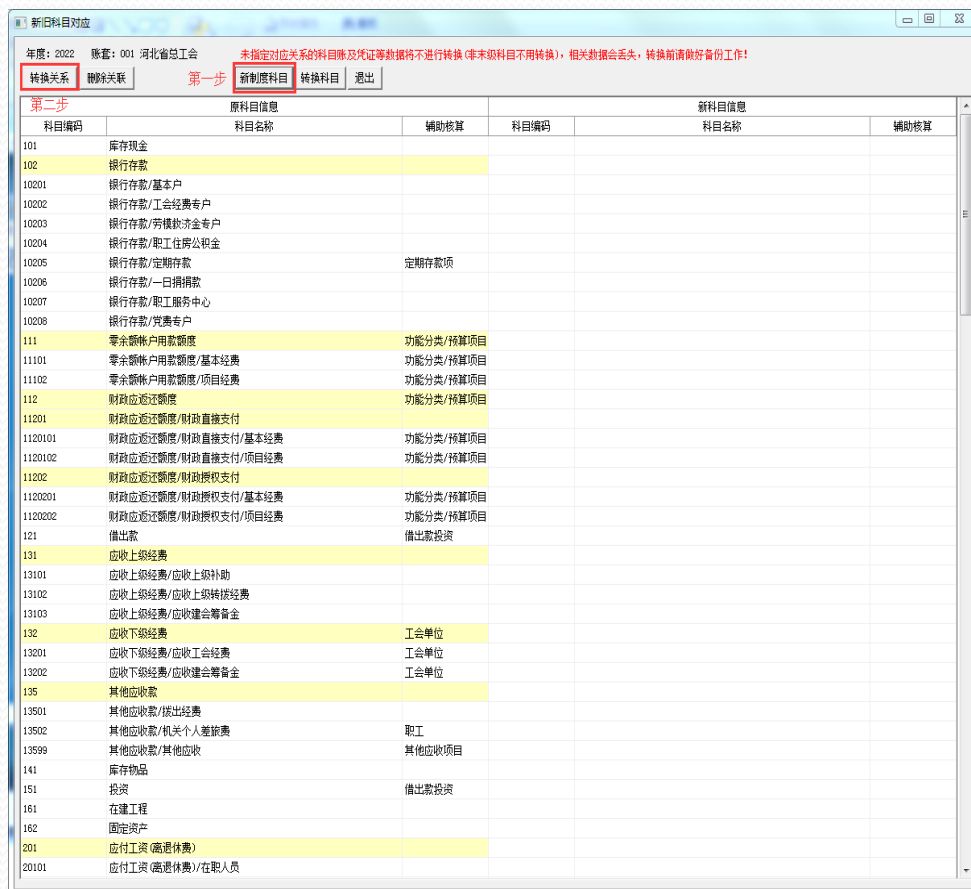 新旧科目对应
年度: 2022 账套: 001 河北省总工会 未指定对应关系的科目账及凭证等数据将不进行转换(非末级科目不用转换), 相关数据会丢失, 转换前请做好备份工作!
转换关系 删除关联 第一步 新制度科目 转换科目 退出
第二步 原科目信息 新科目信息
科目编码 科目名称 辅助核算 科目编码 科目名称 辅助核算
101 库存现金
102 银行存款
10201 银行存款/基本户
10202 银行存款/工会经费专户
10203 银行存款/劳模救济金专户
10204 银行存款/职工住房公积金
10205 银行存款/定期存款 定期存款项
10206 银行存款/一日捐捐款
10207 银行存款/职工服务中心
10208 银行存款/党费专户
111 零余额帐户用款额度 功能分类/预算项目
11101 零余额帐户用款额度/基本经费 功能分类/预算项目
11102 零余额帐户用款额度/项目经费 功能分类/预算项目
112 财政应返还额度 功能分类/预算项目
11201 财政应返还额度/财政直接支付
1120101 财政应返还额度/财政直接支付/基本经费 功能分类/预算项目
1120102 财政应返还额度/财政直接支付/项目经费 功能分类/预算项目
11202 财政应返还额度/财政授权支付
1120201 财政应返还额度/财政授权支付/基本经费 功能分类/预算项目
1120202 财政应返还额度/财政授权支付/项目经费 功能分类/预算项目
121 借出款 借出款投资
131 应收上级经费
13101 应收上级经费/应收上级补助
13102 应收上级经费/应收上级转拨经费
13103 应收上级经费/应收建会筹备金
132 应收下级经费 工会单位
13201 应收下级经费/应收工会经费 工会单位
13202 应收下级经费/应收建会筹备金 工会单位
135 其他应收款
13501 其他应收款/拨出经费
13502 其他应收款/机关个人差旅费 职工
13599 其他应收款/其他应收 其他应收项目
141 库存物品
151 投资 借出款投资
161 在建工程
162 固定资产
201 应付工资(离退休费)
20101 应付工资(离退休费)/在职人员